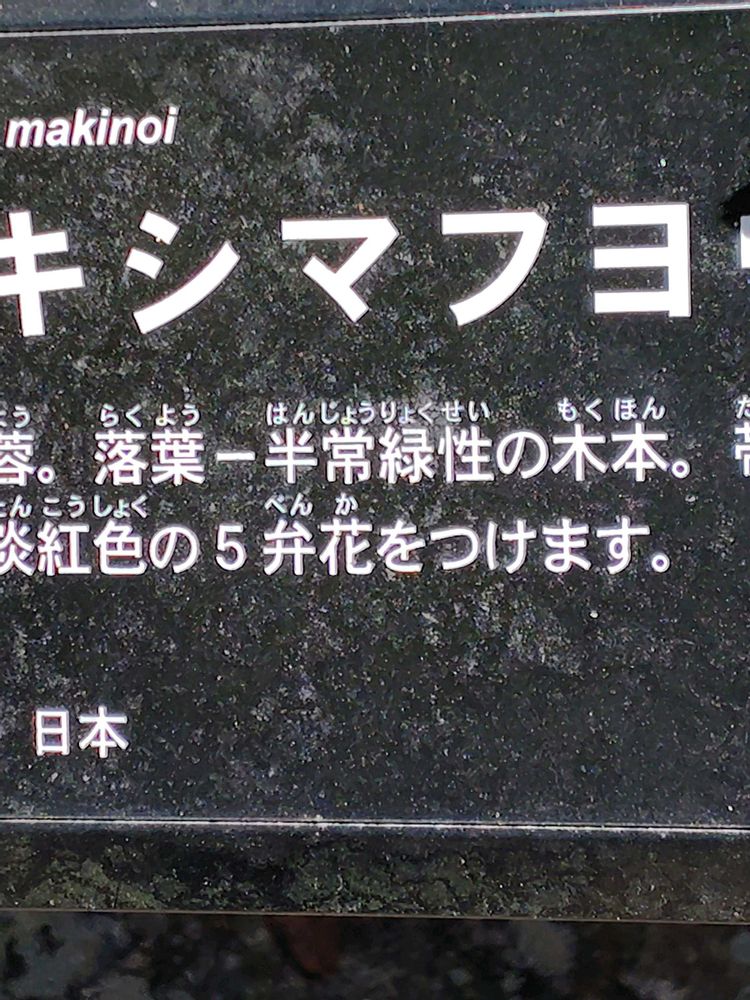 makinoi
キシマフヨ
らくよう はんじょうりょくせい もくほん
蓉。落葉−半常緑性の木本。
こうしょく べんか
淡紅色の5弁花をつけます。
日本